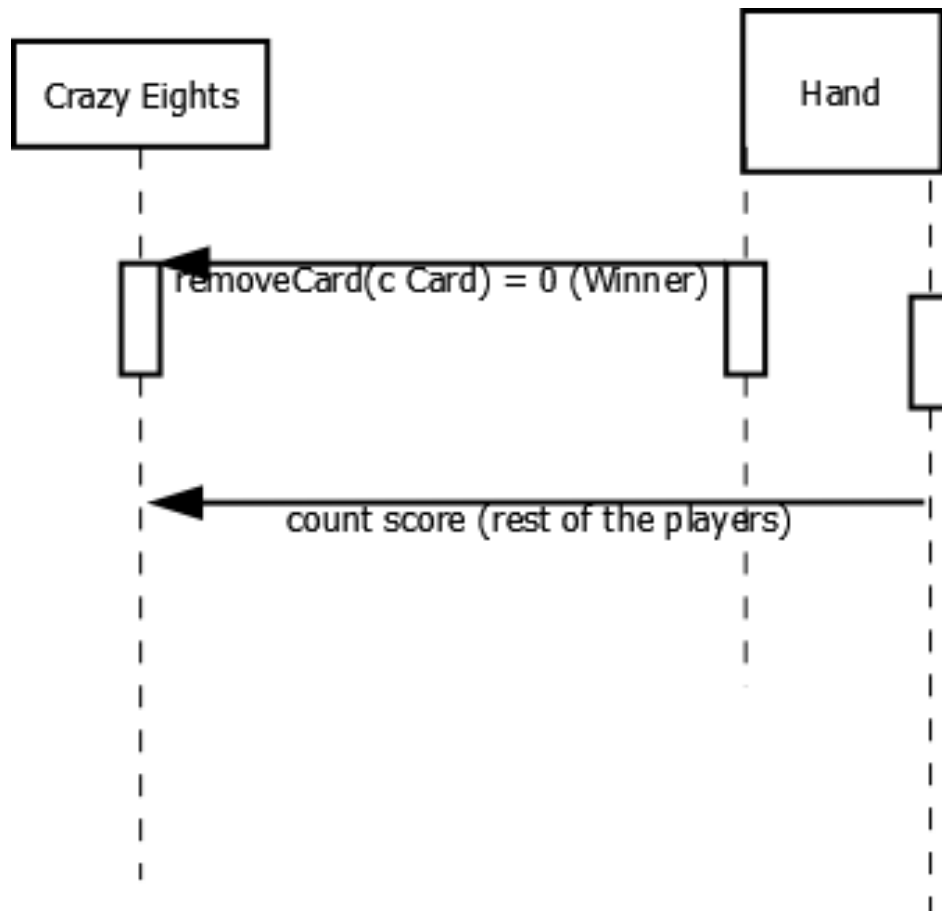 Crazy Eights
Hand
removeCard(c Card) = 0 (Winner)
count score (rest of the players)